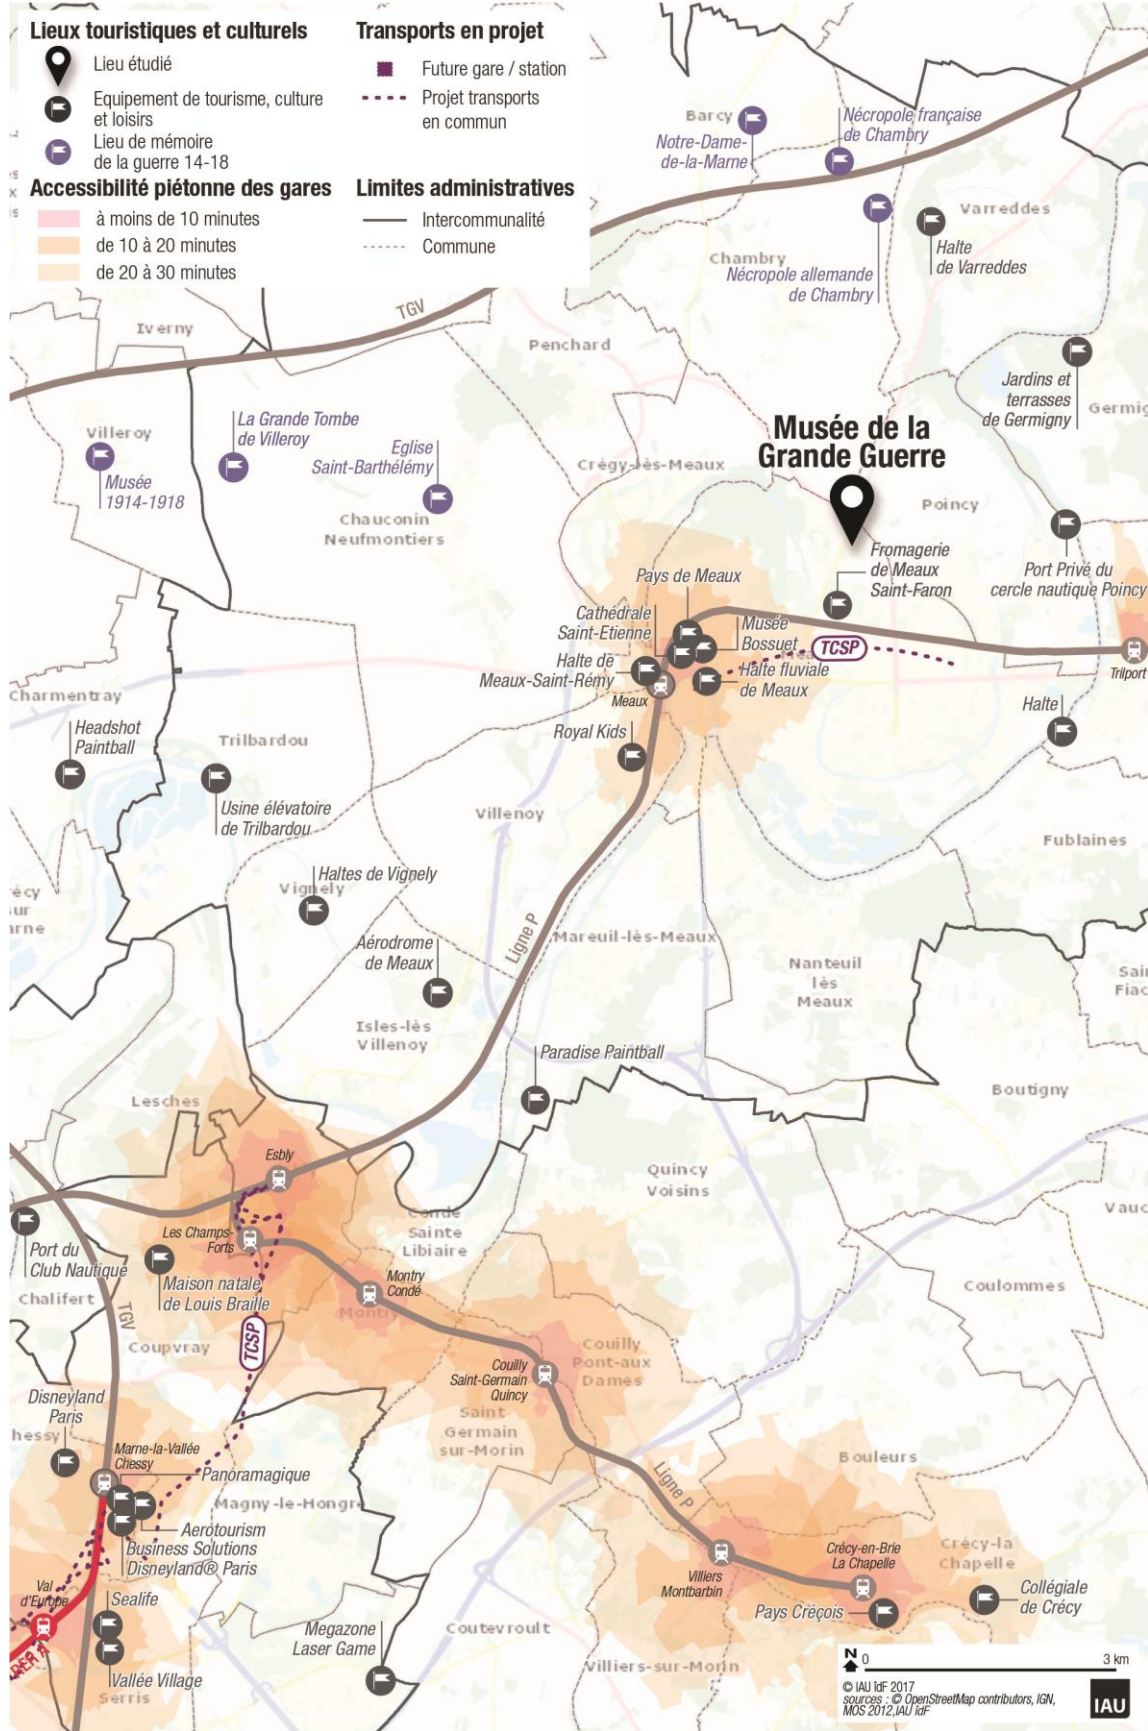 Lieux touristiques et culturels
Lieu étudié
Equipement de tourisme, culture
et loisirs
Lieu de mémoire
de la guerre 14-18
Accessibilité piétonne des gares
à moins de 10 minutes
de 10 à 20 minutes
de 20 à 30 minutes
Transports en projet
Future gare / station
Projet transports
en commun
Limites administratives
Intercommunalité
Commune
Barcy
Notre-Dame-
de-la-Marne
Nécropole française
de Chambry
Varreddes
Halte
de Varreddes
Chambry
Nécropole allemande
de Chambry
TGV
Iverny
Penchard
Jardins et
terrasses
de Germigny
Germig
Villeroy
Musée
1914-1918
La Grande Tombe
de Villeroy
Eglise
Saint-Barthélémy
Chauconin
Neufmontiers
Crégy-lès-Meaux
Musée de la
Grande Guerre
Poincy
Fromagerie
de Meaux
Saint-Faron
Port Privé du
cercle nautique Poincy
Pays de Meaux
Cathédrale
Saint-Etienne
Musée
Bossuet
TCSP
Halte de
Meaux-Saint-Rémy
Halte fluviale
de Meaux
Meaux
Trilport
Charmentray
Headshot
Paintball
Trilbardou
Usine élévatoire
de Trilbardou
Royal Kids
Halte
Villenoy
Fublaines
écy
sur
arne
Haltes de Vignely
Vignely
Aérodrome
de Meaux
Ligne P
Mareuil-lès-Meaux
Nanteuil
lès
Meaux
Sain
Fiac
Isles-lès
Villenoy
Paradise Paintball
Boutigny
Lesches
Esbly
Quincy
Voisins
Vauc
Les Champs-
Forts
Condé
Sainte
Libiaire
Port du
Club Nautique
Chalifert
Maison natale
de Louis Braille
Montry
Condé
Montry
Coulommes
TGV
Coupvray
TCSP
Couilly
Saint-Germain
Quincy
Couilly
Pont-aux
Dames
Disneyland
Paris
hessy
Saint
Germain
sur-Morin
Marne-la-Vallée
Chessy
Panoramagique
Magny-le-Hongre
Aerotourism
Business Solutions
Disneyland® Paris
Ligne P
Bouleurs
Villiers
Montbarbin
Crécy-en-Brie
La Chapelle
Crécy-la
Chapelle
Val
d'Europe
Sealife
RER A
Vallée Village
Serris
Megazone
Laser Game
Coutevroult
Pays Créçois
Collégiale
de Crécy
Villiers-sur-Morin
N
0
3 km
© IAU îdF 2017
sources : © OpenStreetMap contributors, IGN,
MOS 2012,IAU îdF
IAU